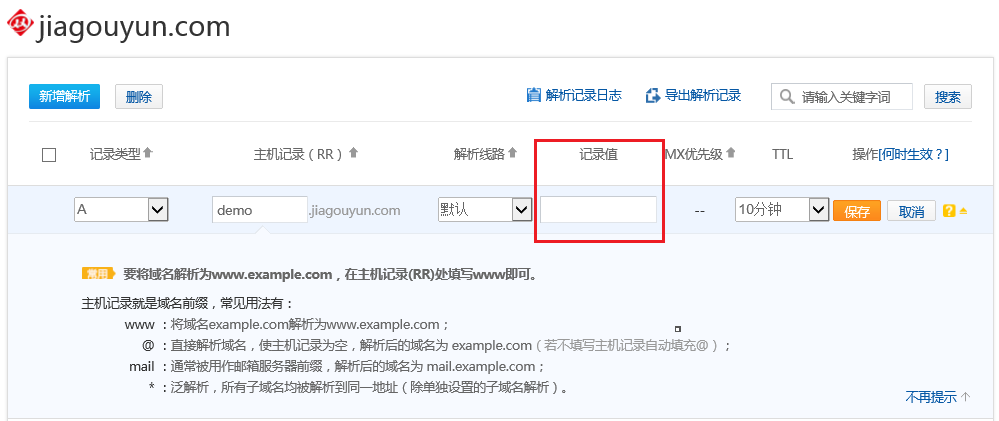 jiagouyun.com
新增解析 删除 解析记录日志 导出解析记录 请输入关键字词 搜索
记录类型 主机记录（RR） 解析线路 记录值 MX优先级 TTL 操作[何时生效？]
A demo .jiagouyun.com 默认 -- 10分钟 保存 取消 ?
常用 要将域名解析为www.example.com，在主机记录(RR)处填写www即可。
主机记录就是域名前缀，常见用法有：
www ：将域名example.com解析为www.example.com；
@ ：直接解析域名，使主机记录为空，解析后的域名为 example.com（若不填写主机记录自动填充@）；
mail ：通常被用作邮箱服务器前缀，解析后的域名为 mail.example.com；
* ：泛解析，所有子域名均被解析到同一地址（除单独设置的子域名解析）。
不再提示